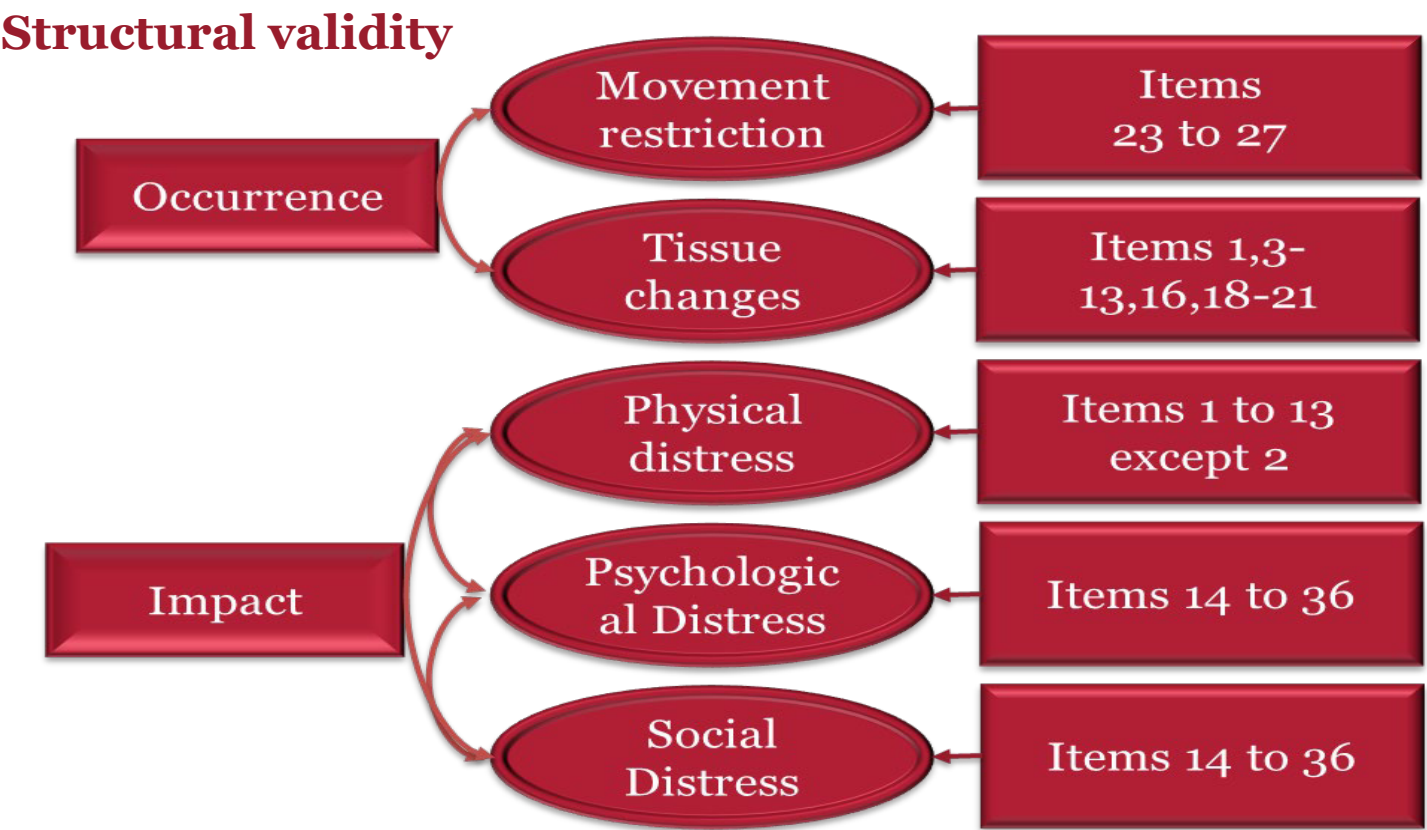 Structural validity
Movement
restriction
Items
23 to 27
Occurrence
Tissue
changes
Items 1,3-
13,16,18-21
Physical
distress
Items 1 to 13
except 2
Impact
Psychologic
al Distress
Items 14 to 36
Social
Distress
Items 14 to 36